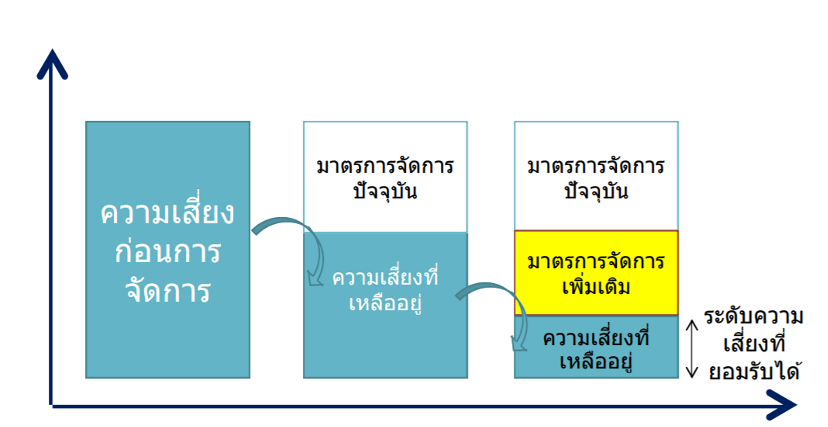 ความเสี่ยง
ก่อนการ
จัดการ
มาตรการจัดการ
ปัจจุบัน
ความเสี่ยงที่
เหลืออยู่
มาตรการจัดการ
ปัจจุบัน
มาตรการจัดการ
เพิ่มเติม
ความเสี่ยงที่
เหลืออยู่
ระดับความ
เสี่ยงที่
ยอมรับได้